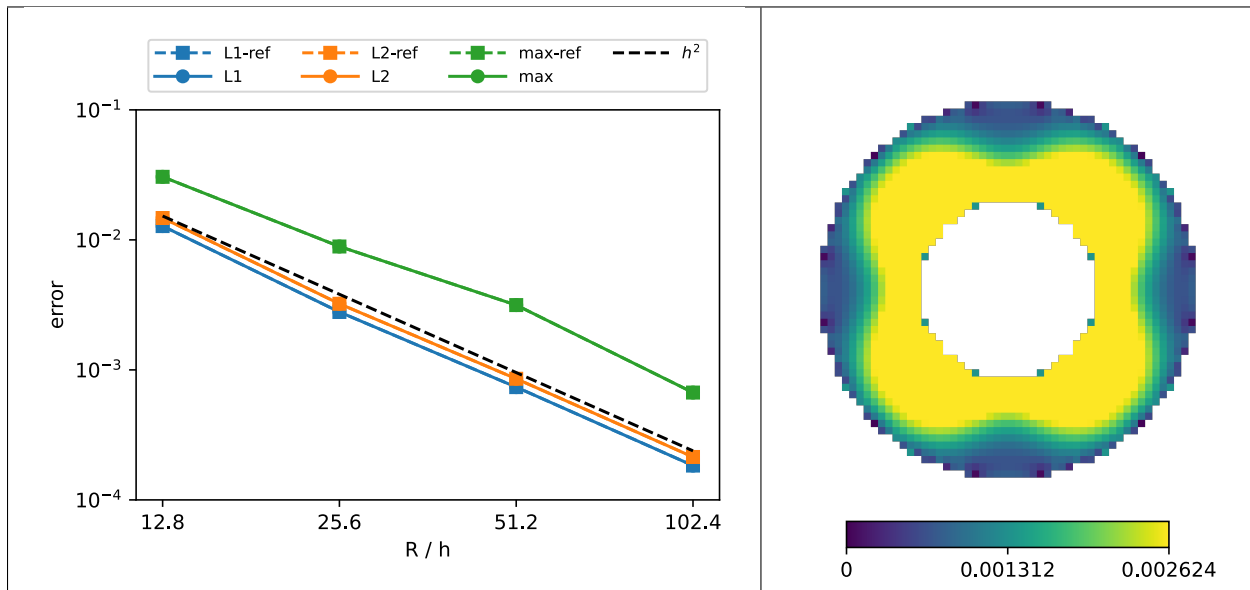 L1-ref L2-ref max-ref h²
L1 L2 max
10⁻¹
10⁻²
10⁻³
10⁻⁴
error
12.8 25.6 51.2 102.4
R / h
0 0.001312 0.002624